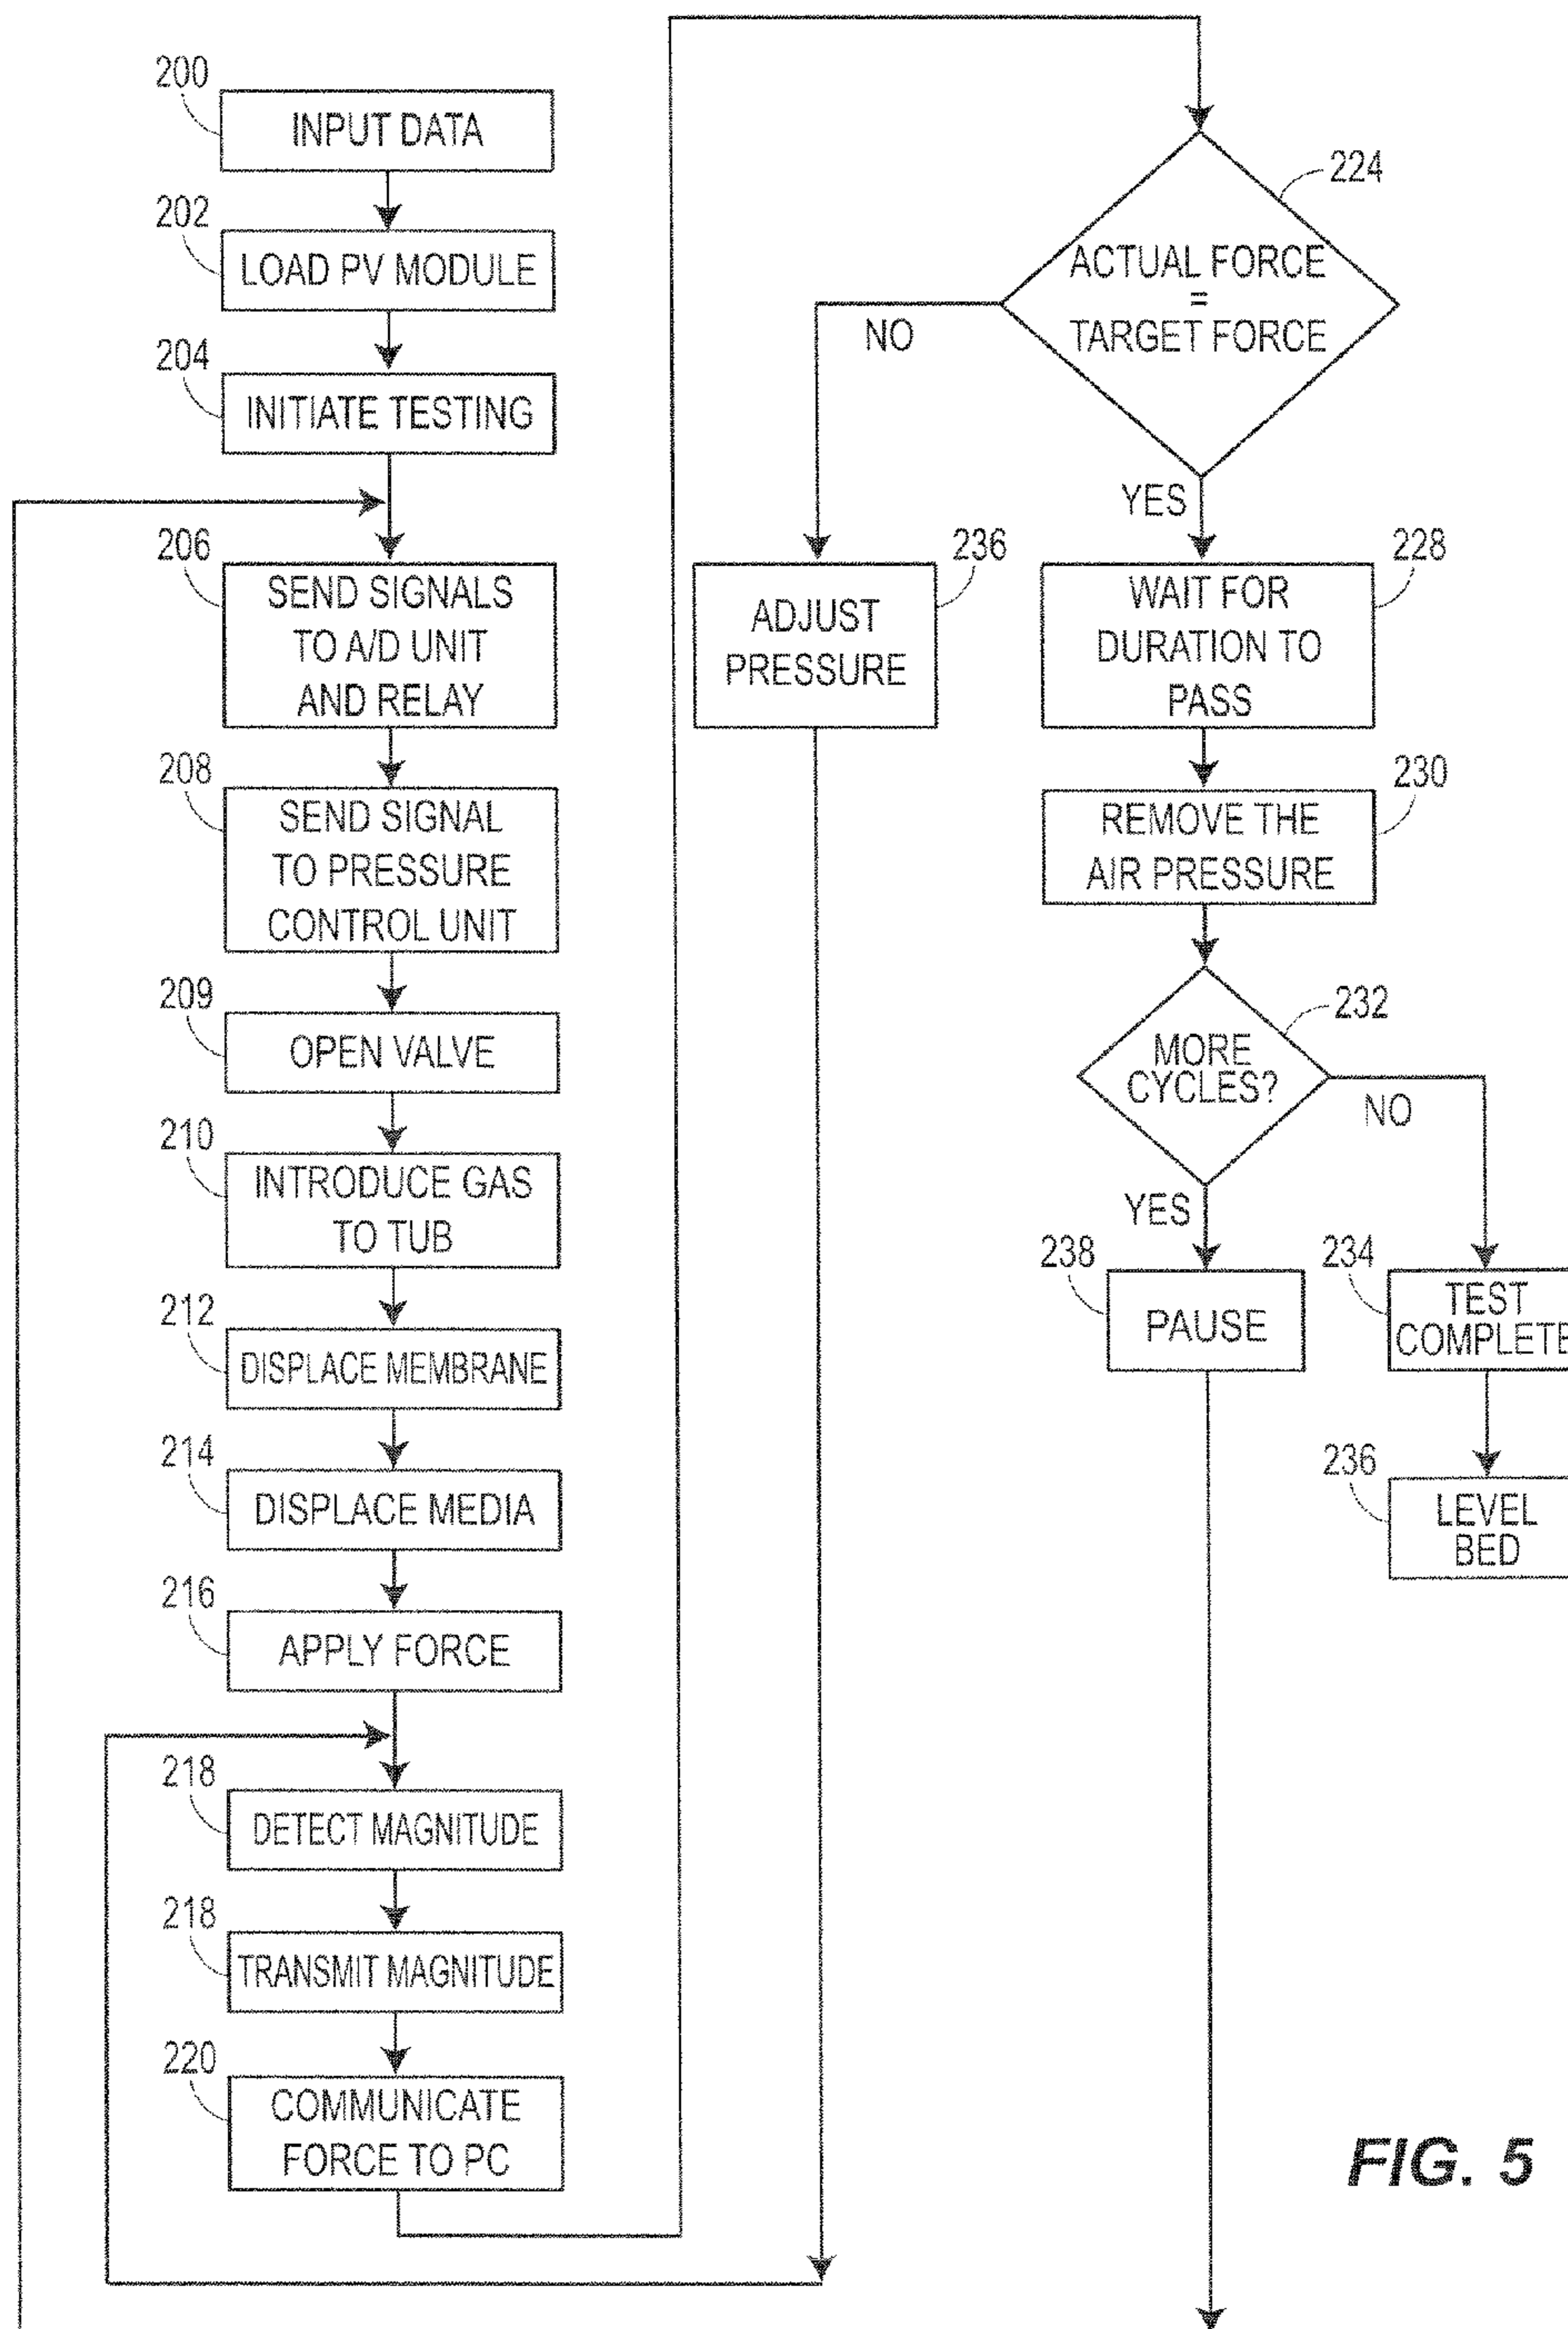 200
INPUT DATA
202
LOAD PV MODULE
204
INITIATE TESTING
206
SEND SIGNALS
TO A/D UNIT
AND RELAY
208
SEND SIGNAL
TO PRESSURE
CONTROL UNIT
209
OPEN VALVE
210
INTRODUCE GAS
TO TUB
212
DISPLACE MEMBRANE
214
DISPLACE MEDIA
216
APPLY FORCE
218
DETECT MAGNITUDE
218
TRANSMIT MAGNITUDE
220
COMMUNICATE
FORCE TO PC
224
ACTUAL FORCE
=
TARGET FORCE
NO
YES
236
ADJUST
PRESSURE
228
WAIT FOR
DURATION TO
PASS
230
REMOVE THE
AIR PRESSURE
232
MORE
CYCLES?
NO
YES
238
PAUSE
234
TEST
COMPLETE
236
LEVEL
BED
FIG. 5